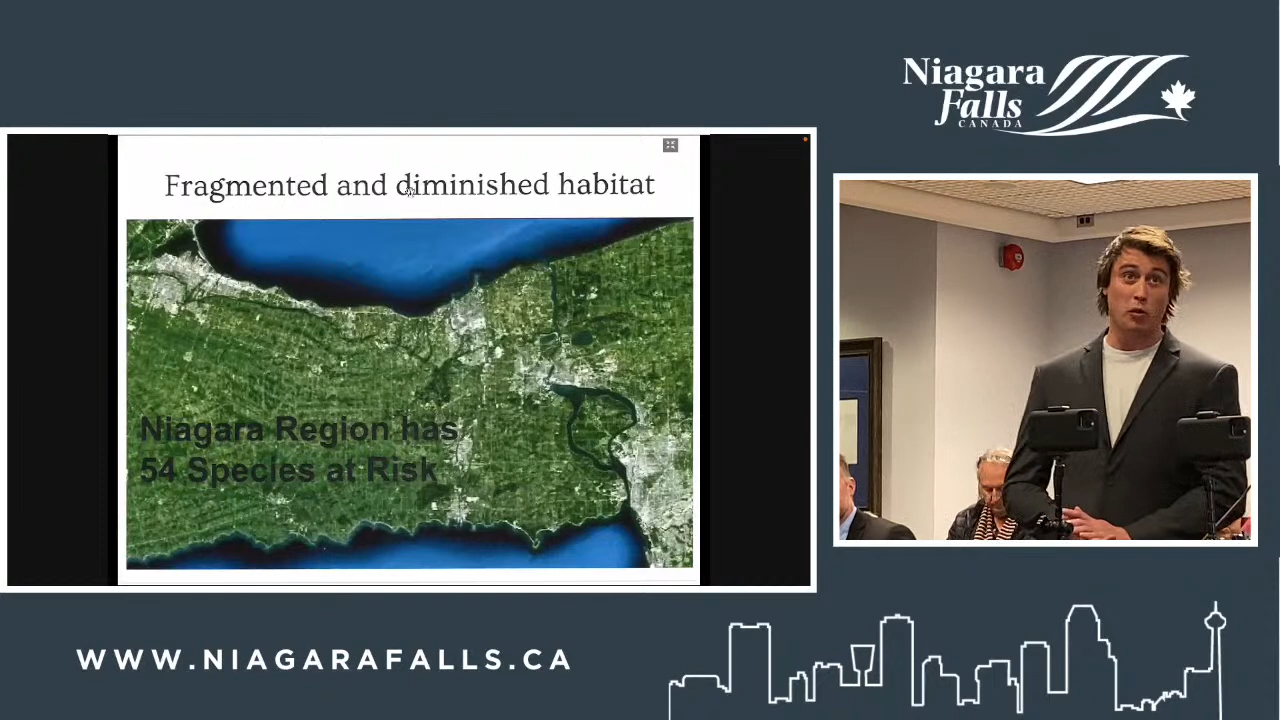 Niagara
Falls
CANADA
Fragmented and diminished habitat
Niagara Region has
54 Species at Risk
WWW.NIAGARAFALLS.CA